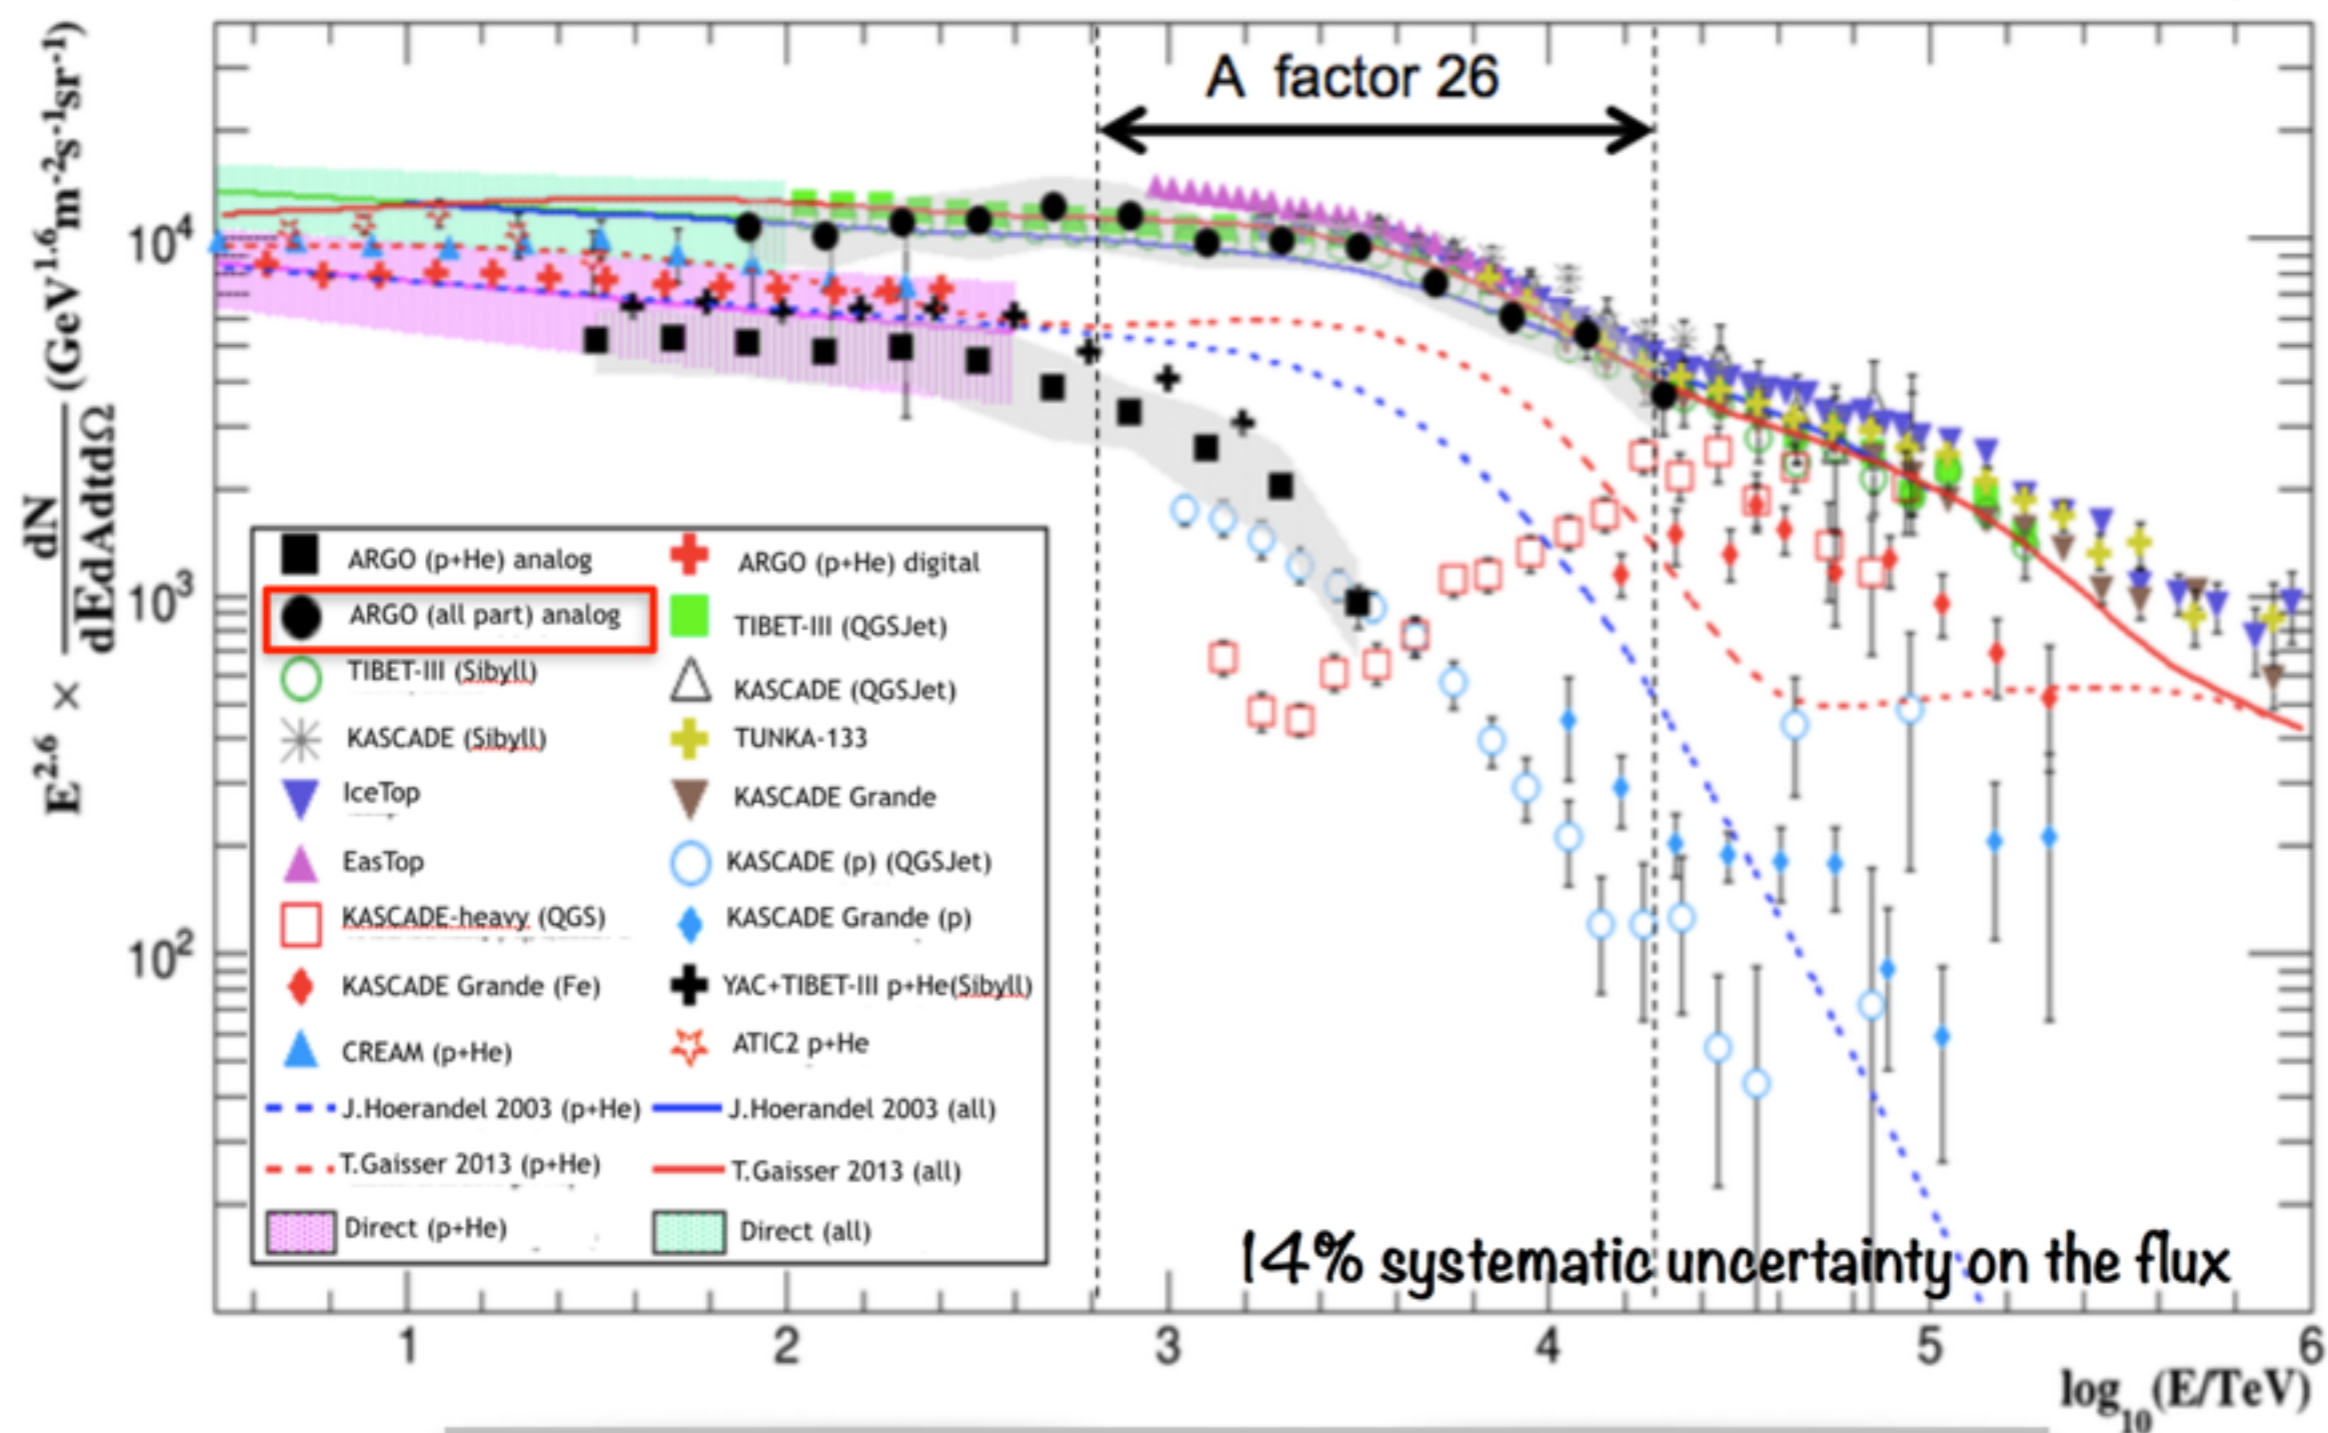 A factor 26
E^2.6 × dN/dEdAdtdΩ (GeV^1.6 m^-2 s^-1 sr^-1)
10^4
10^3
10^2
ARGO (p+He) analog
ARGO (p+He) digital
ARGO (all part) analog
TIBET-III (QGSJet)
TIBET-III (Sibyll)
KASCADE (QGSJet)
KASCADE (Sibyll)
TUNKA-133
IceTop
KASCADE Grande
EasTop
KASCADE (p) (QGSJet)
KASCADE-heavy (QGS)
KASCADE Grande (p)
KASCADE Grande (Fe)
YAC+TIBET-III p+He(Sibyll)
CREAM (p+He)
ATIC2 p+He
J.Hoerandel 2003 (p+He)
J.Hoerandel 2003 (all)
T.Gaisser 2013 (p+He)
T.Gaisser 2013 (all)
Direct (p+He)
Direct (all)
14% systematic uncertainty on the flux
1 2 3 4 5 6
log10(E/TeV)